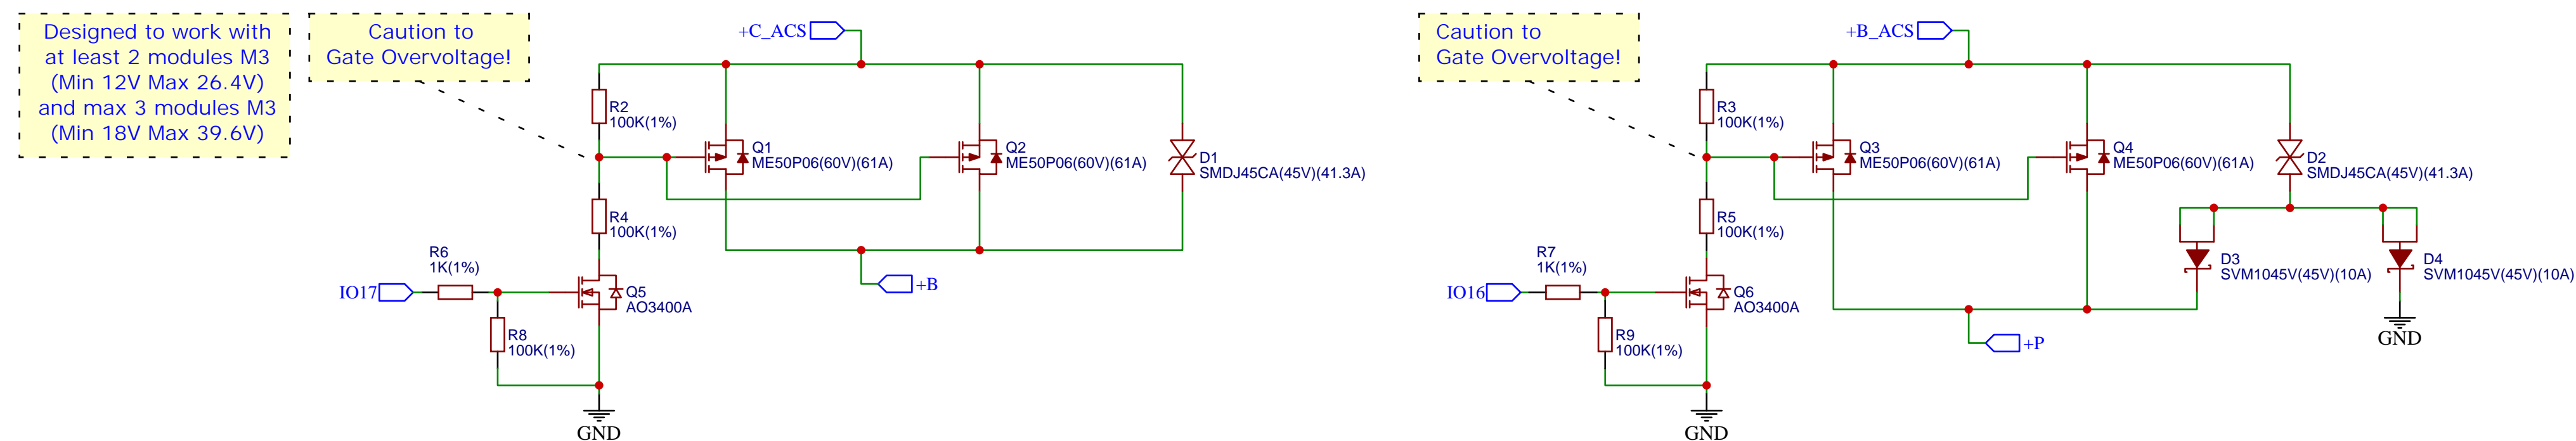 Designed to work with
at least 2 modules M3
(Min 12V Max 26.4V)
and max 3 modules M3
(Min 18V Max 39.6V)
Caution to
Gate Overvoltage!
+C_ACS
R2
100K(1%)
Q1
ME50P06(60V)(61A)
Q2
ME50P06(60V)(61A)
D1
SMDJ45CA(45V)(41.3A)
R4
100K(1%)
R6
1K(1%)
IO17
Q5
AO3400A
R8
100K(1%)
+B
GND
Caution to
Gate Overvoltage!
+B_ACS
R3
100K(1%)
Q3
ME50P06(60V)(61A)
Q4
ME50P06(60V)(61A)
D2
SMDJ45CA(45V)(41.3A)
R5
100K(1%)
R7
1K(1%)
IO16
Q6
AO3400A
R9
100K(1%)
D3
SVM1045V(45V)(10A)
D4
SVM1045V(45V)(10A)
+P
GND
GND